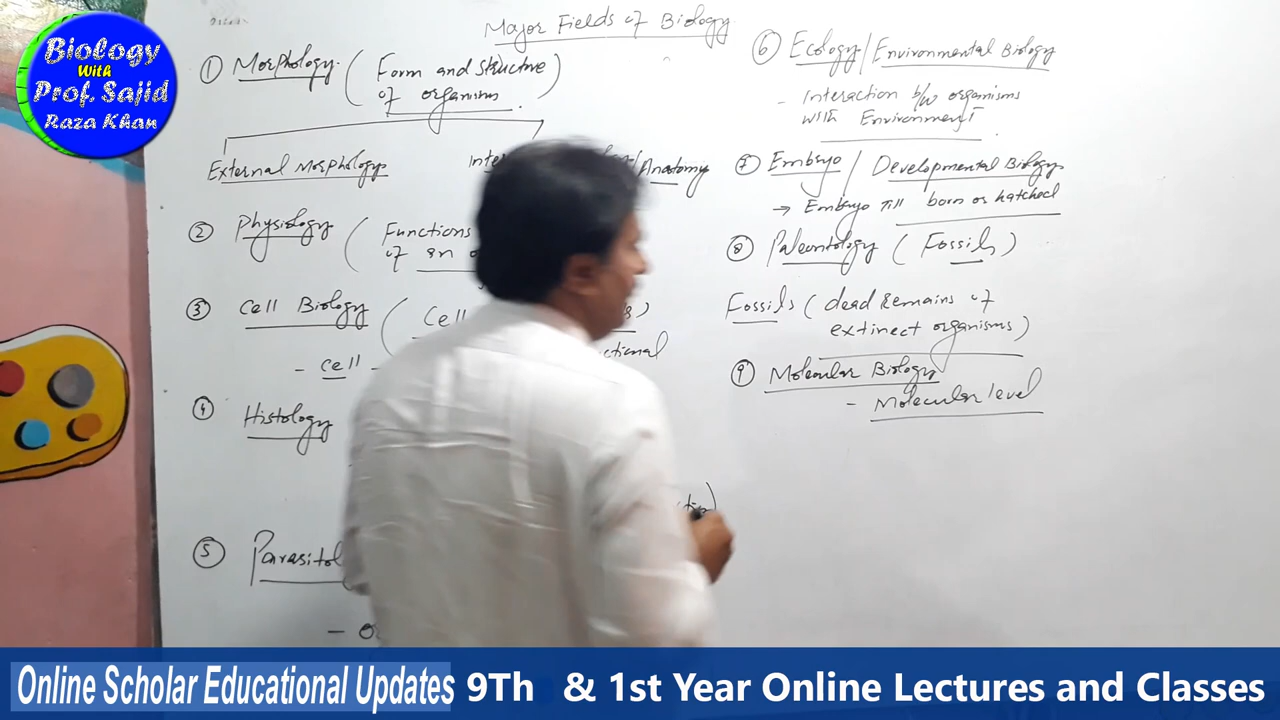 Biology
With
Prof. Sajid
Raza Khan
Major Fields of Biology
① Morphology (Form and Structure
of organisms)
External Morphology
Anatomy
② Physiology (Functions
of an
③ Cell Biology (Cell
- Cell -
④ Histology
⑤
⑥ Ecology / Environmental Biology
- Interaction b/w organisms
with Environment
⑦ Embryo / Developmental Biology
→ Embryo Till born or hatched
⑧ Paleontology (Fossils)
Fossils (dead Remains of
extinct organisms)
⑨ Molecular Biology
- Molecular level
Online Scholar Educational Updates 9Th & 1st Year Online Lectures and Classes